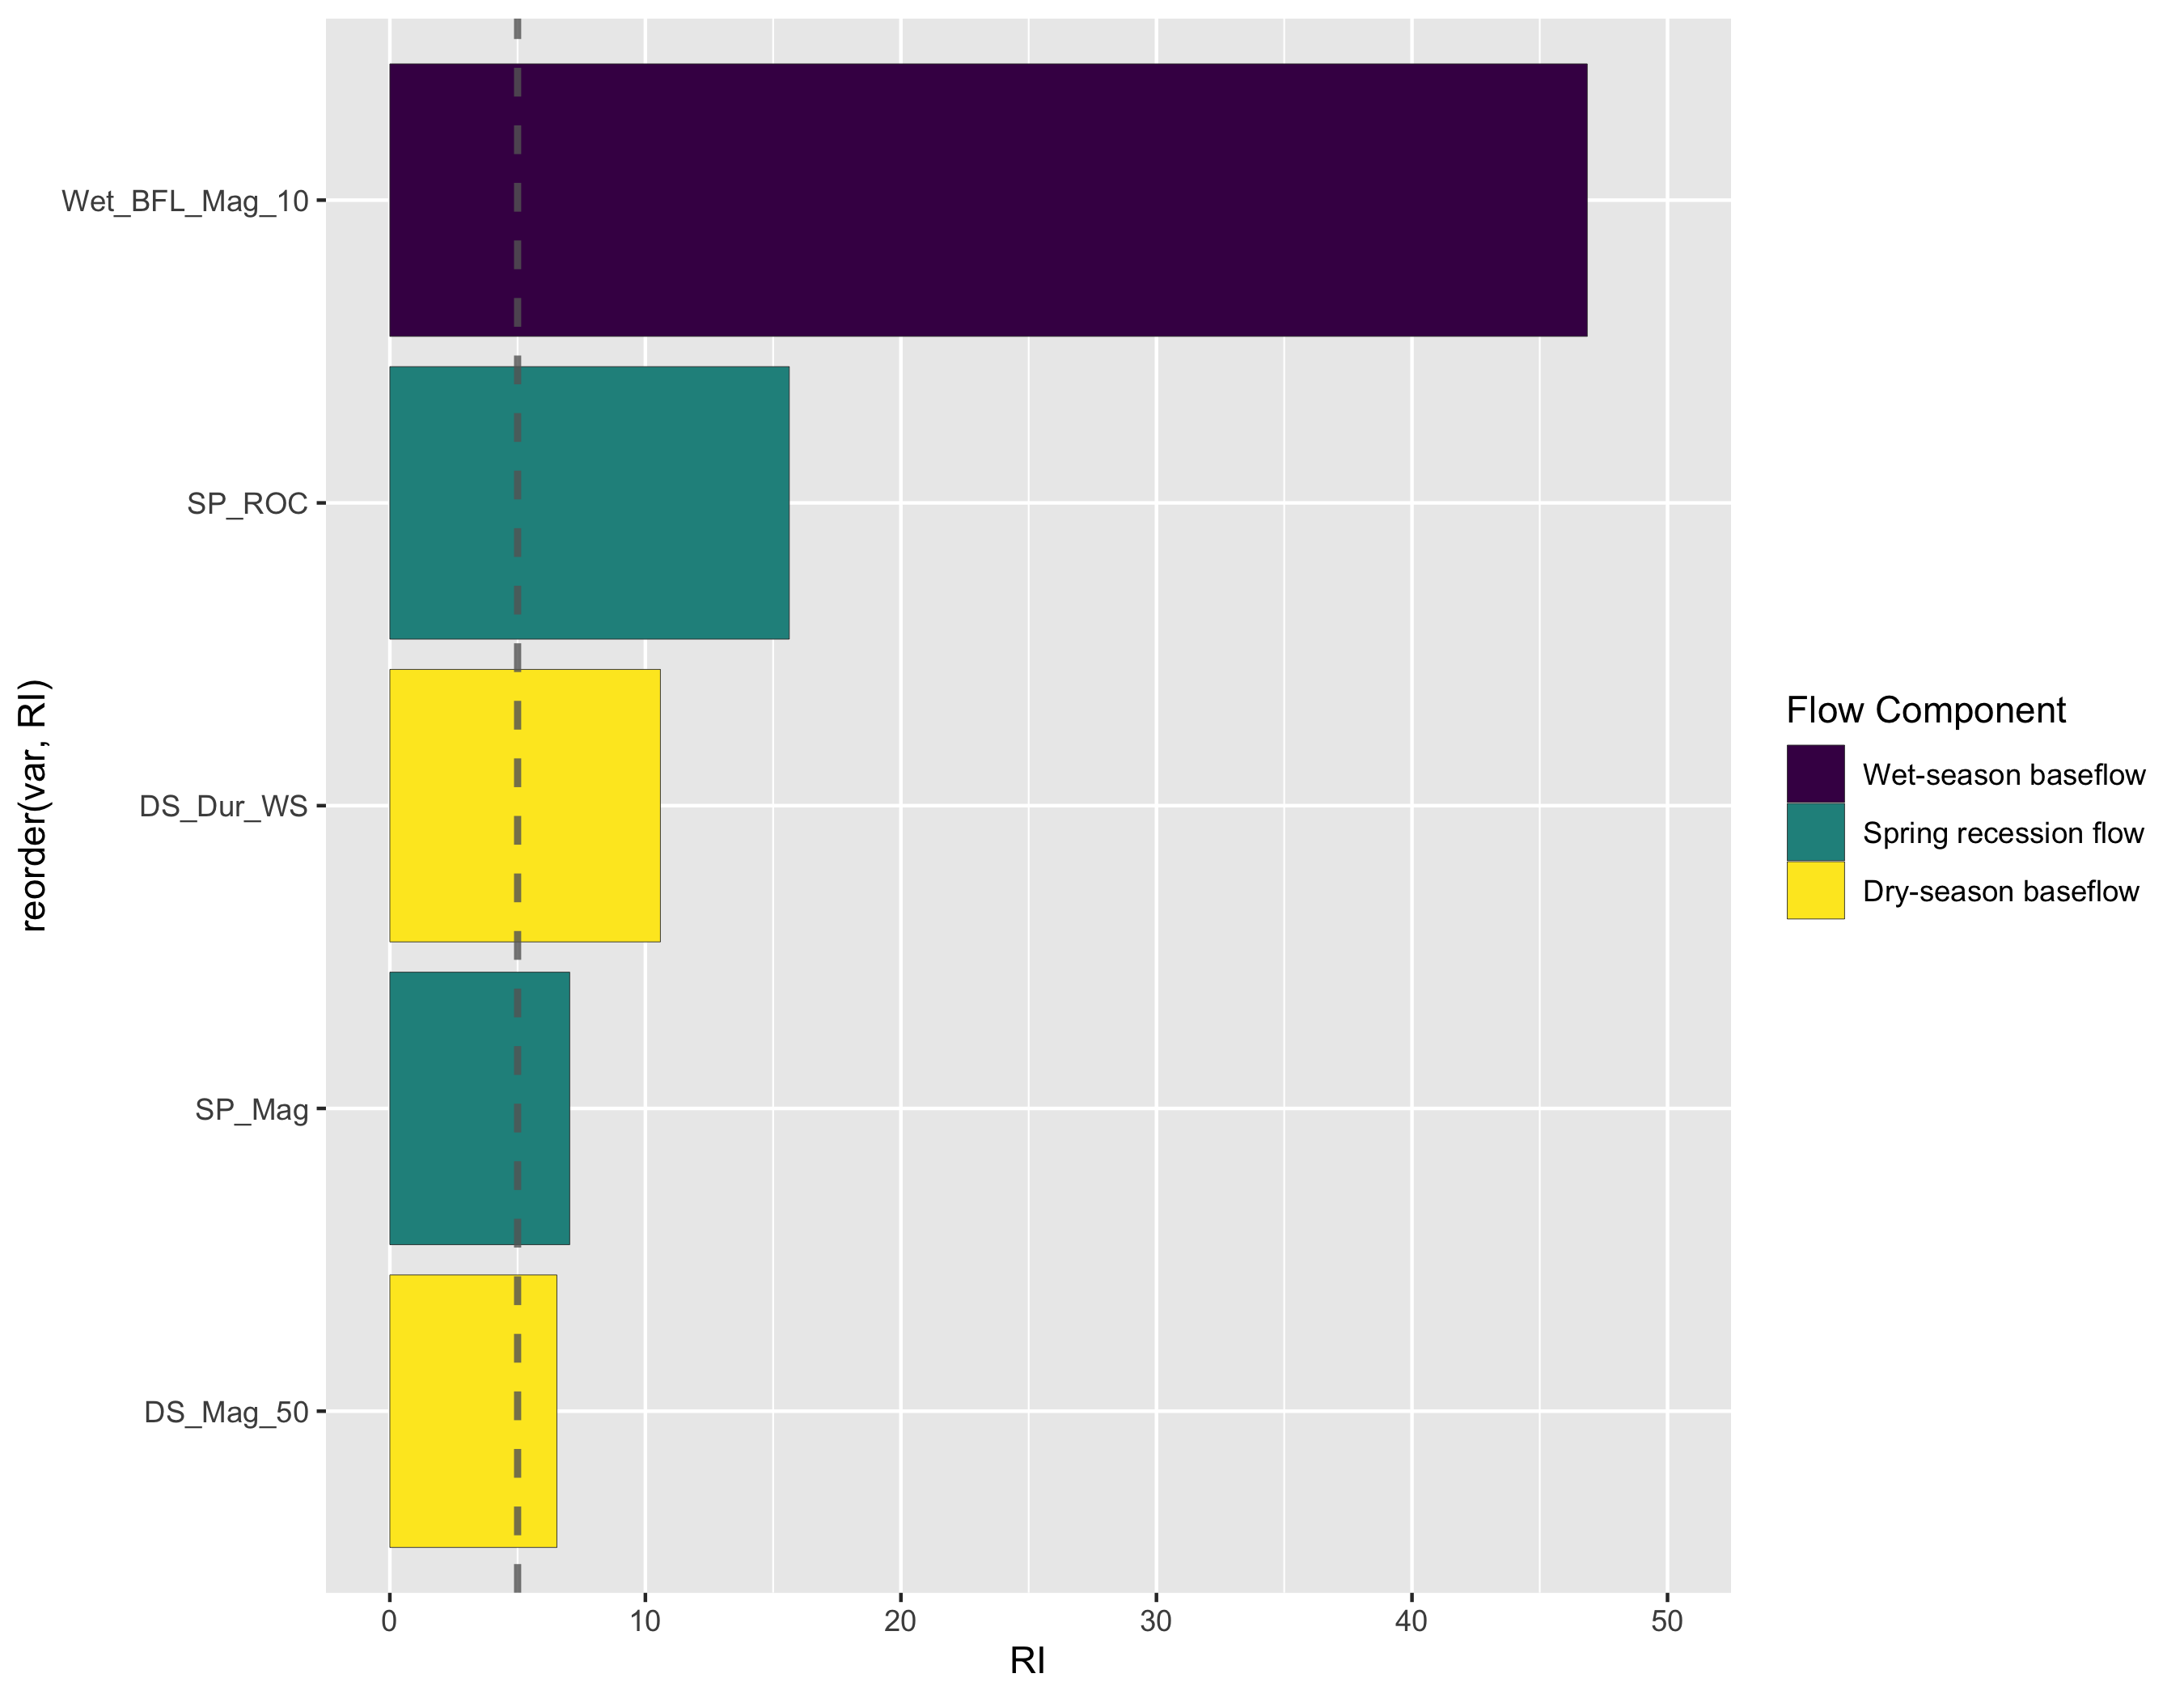 reorder(var, RI)
Wet_BFL_Mag_10
SP_ROC
DS_Dur_WS
SP_Mag
DS_Mag_50
0 10 20 30 40 50
RI
Flow Component
Wet-season baseflow
Spring recession flow
Dry-season baseflow